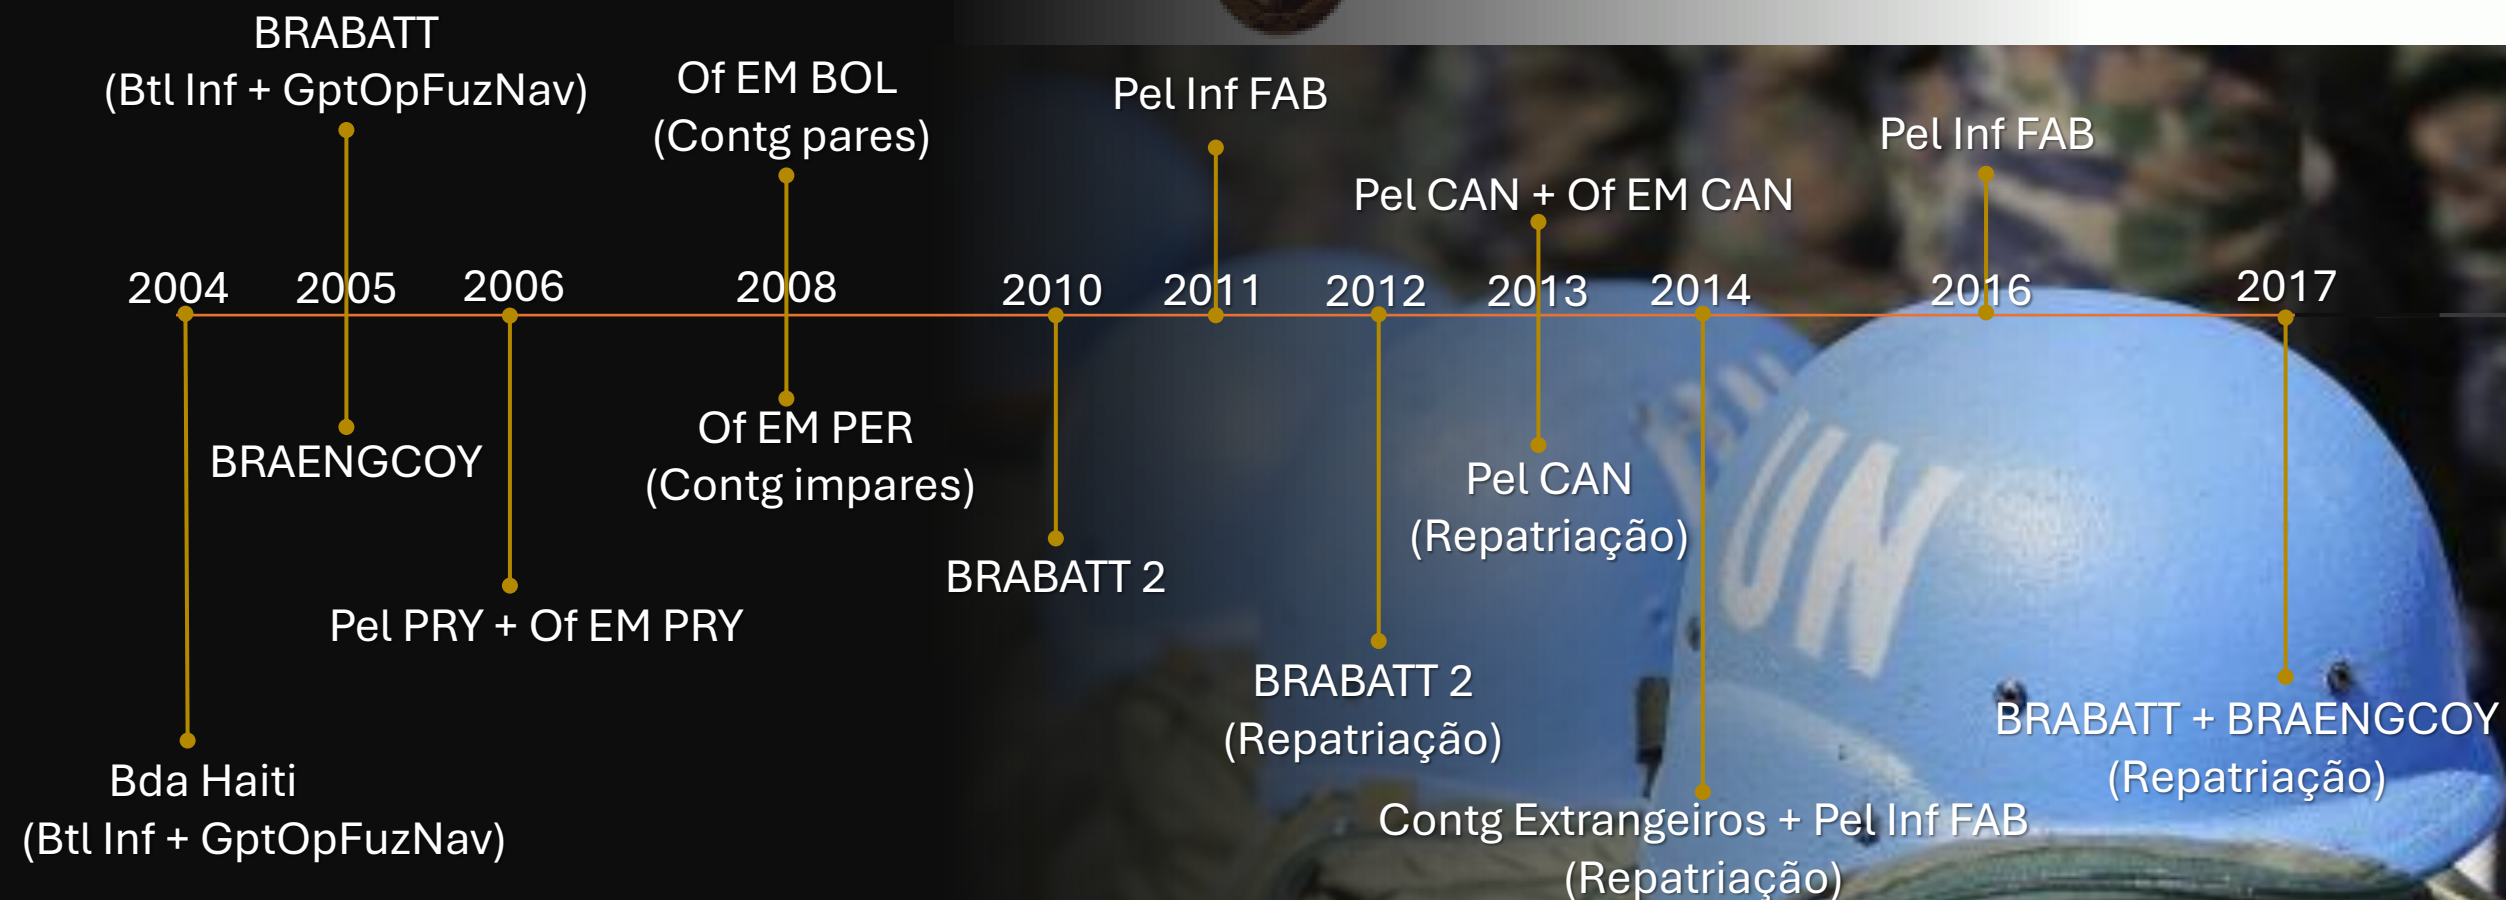 BRABATT
(Btl Inf + GptOpFuzNav)
Of EM BOL
(Contg pares)
Pel Inf FAB
Pel CAN + Of EM CAN
Pel Inf FAB
2004
2005
2006
2008
2010
2011
2012
2013
2014
2016
2017
BRAENGCOY
Of EM PER
(Contg impares)
Pel PRY + Of EM PRY
BRABATT 2
Pel CAN
(Repatriação)
BRABATT 2
(Repatriação)
BRABATT + BRAENGCOY
(Repatriação)
Bda Haiti
(Btl Inf + GptOpFuzNav)
Contg Extrangeiros + Pel Inf FAB
(Repatriação)
UN